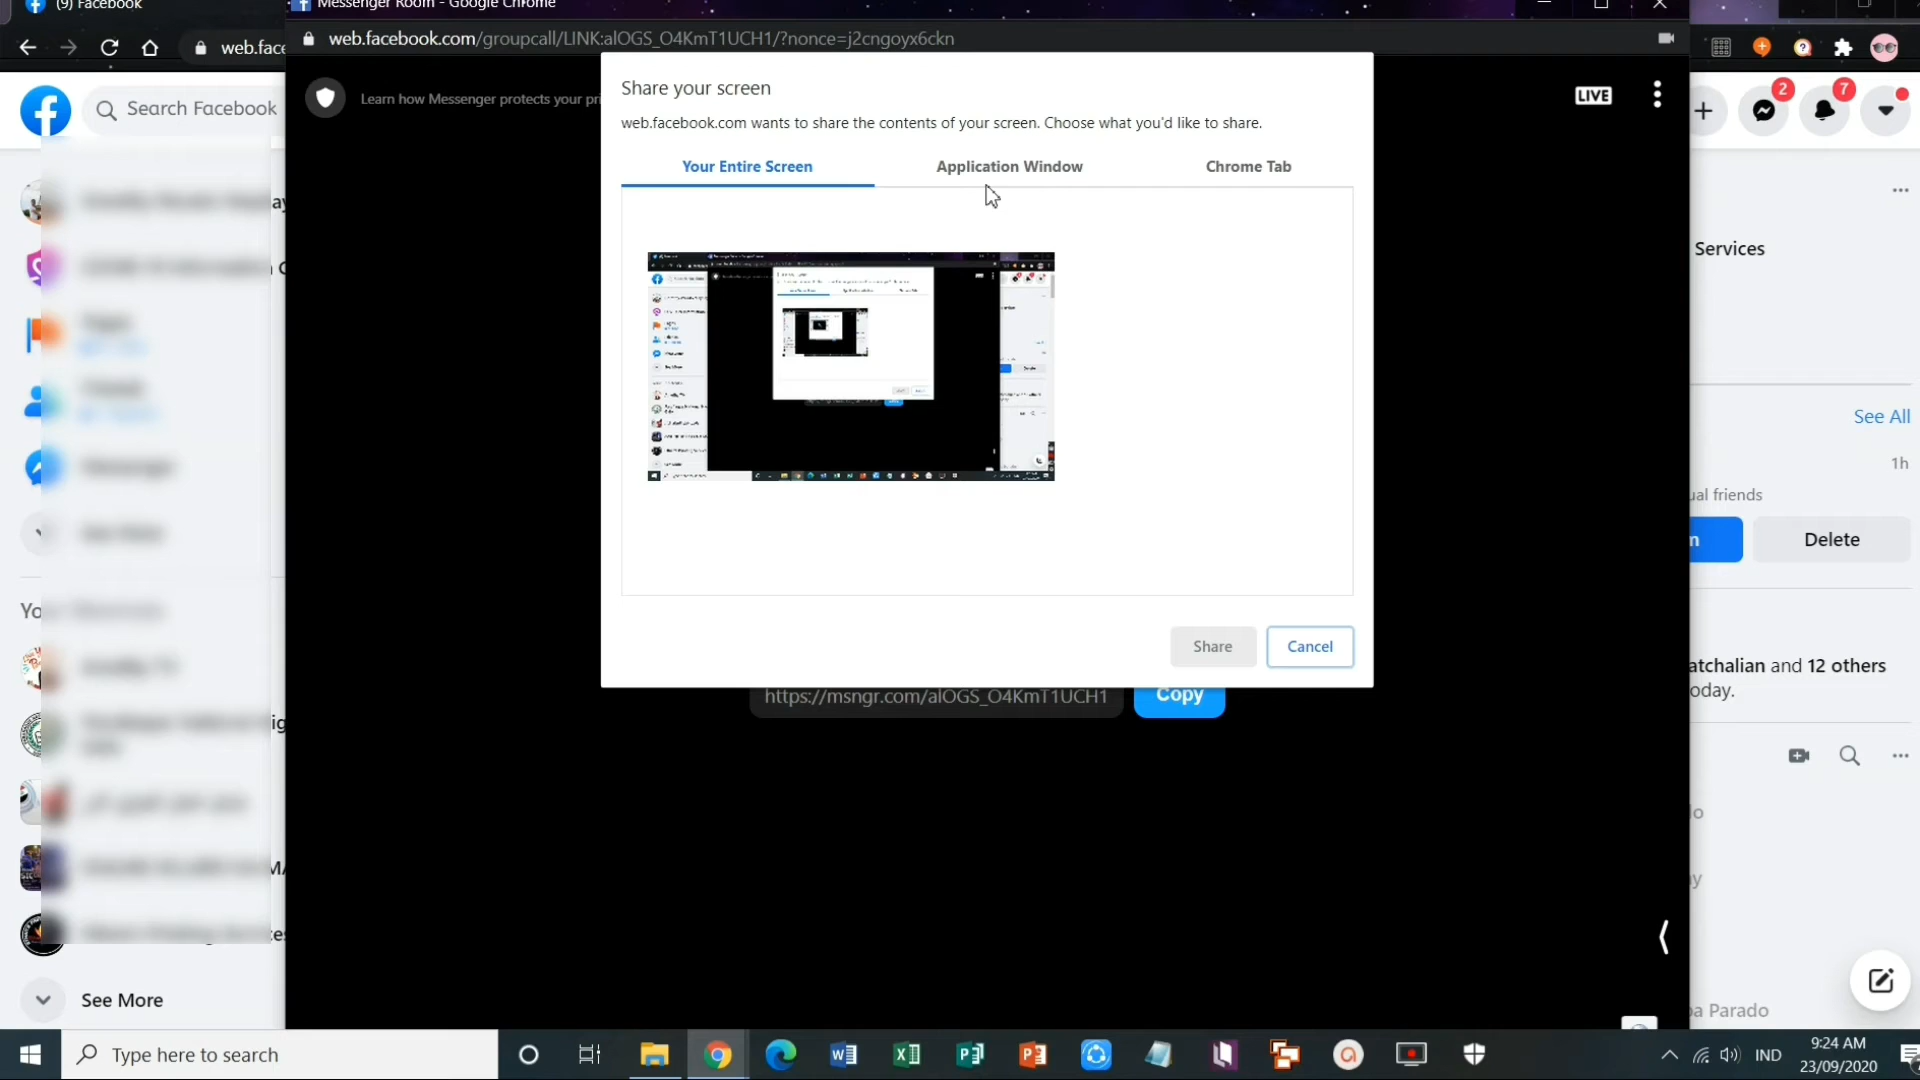 (9) Facebook
Messenger Room - Google Chrome
web.face
web.facebook.com/groupcall/LINK:alOGS_O4KmT1UCH1/?nonce=j2cngoyx6ckn
Search Facebook
Learn how Messenger protects your pri
LIVE
2
7
Share your screen
web.facebook.com wants to share the contents of your screen. Choose what you'd like to share.
Your Entire Screen
Application Window
Chrome Tab
Services
See All
1h
ual friends
Delete
Share
Cancel
https://msngr.com/alOGS_O4KmT1UCH1
Copy
atchalian and 12 others
oday.
See More
Parado
Type here to search
IND
9:24 AM
23/09/2020